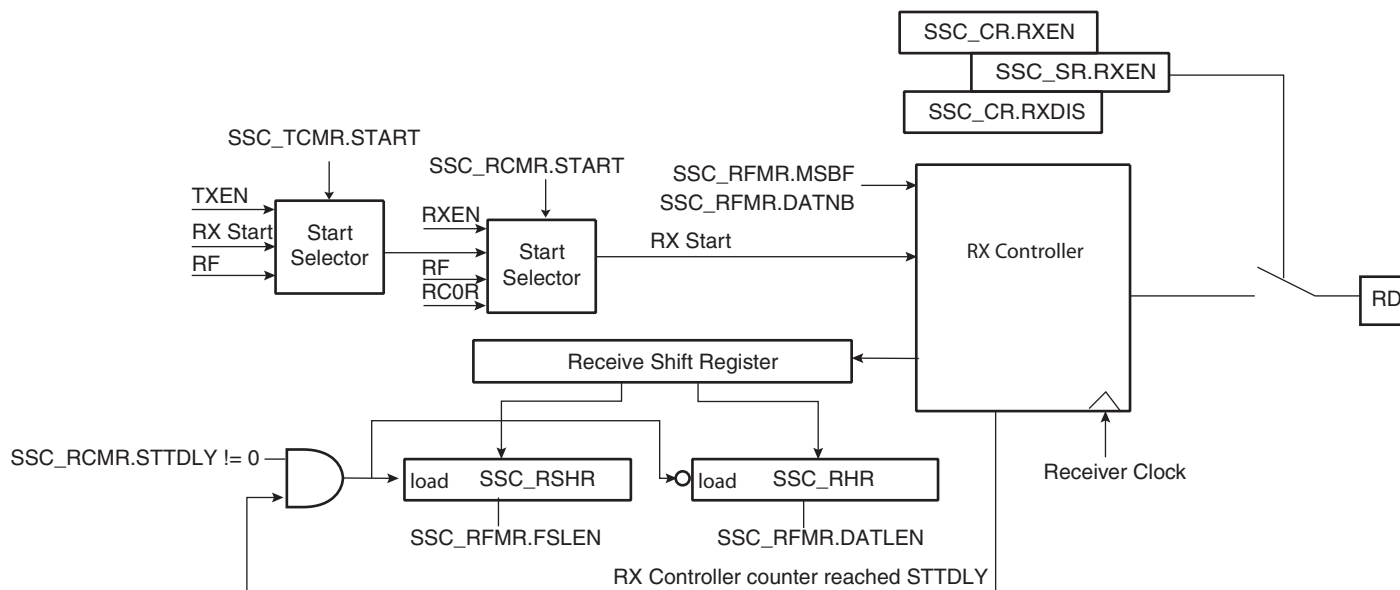 SSC_CR.RXEN
SSC_SR.RXEN
SSC_CR.RXDIS
SSC_TCMR.START
SSC_RCMR.START
SSC_RFMR.MSBF
SSC_RFMR.DATNB
TXEN
RX Start
RF
Start
Selector
RXEN
RF
RC0R
Start
Selector
RX Start
RX Controller
RD
Receive Shift Register
SSC_RCMR.STTDLY != 0
load SSC_RSHR
load SSC_RHR
Receiver Clock
SSC_RFMR.FSLEN
SSC_RFMR.DATLEN
RX Controller counter reached STTDLY